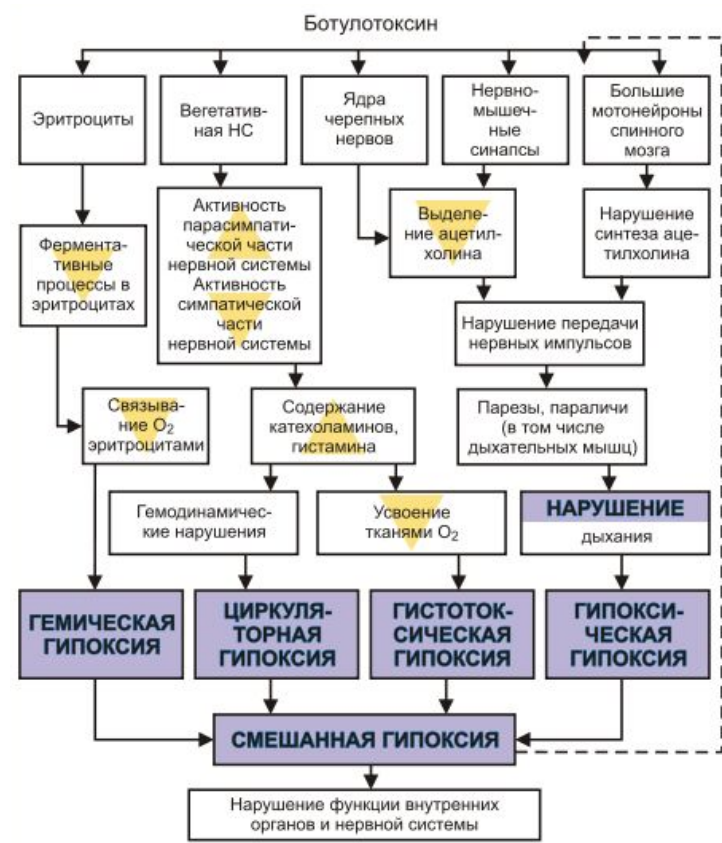 Ботулотоксин
Эритроциты
Вегетатив-
ная НС
Ядра
черепных
нервов
Нервно-
мышеч-
ные
синапсы
Большие
мотонейроны
спинного
мозга
Фермента-
тивные
процессы в
эритроцитах
Активность
парасимпати-
ческой части
нервной системы
Активность
симпатической
части
нервной системы
Выделе-
ние ацетил-
холина
Нарушение
синтеза аце-
тилхолина
Нарушение передачи
нервных импульсов
Связыва-
ние O₂
эритроцитами
Содержание
катехоламинов,
гистамина
Парезы, параличи
(в том числе
дыхательных мышц)
Гемодинамичес-
кие нарушения
Усвоение
тканями O₂
НАРУШЕНИЕ
дыхания
ГЕМИЧЕСКАЯ
ГИПОКСИЯ
ЦИРКУЛЯ-
ТОРНАЯ
ГИПОКСИЯ
ГИСТОТОК-
СИЧЕСКАЯ
ГИПОКСИЯ
ГИПОКСИ-
ЧЕСКАЯ
ГИПОКСИЯ
СМЕШАННАЯ ГИПОКСИЯ
Нарушение функции внутренних
органов и нервной системы